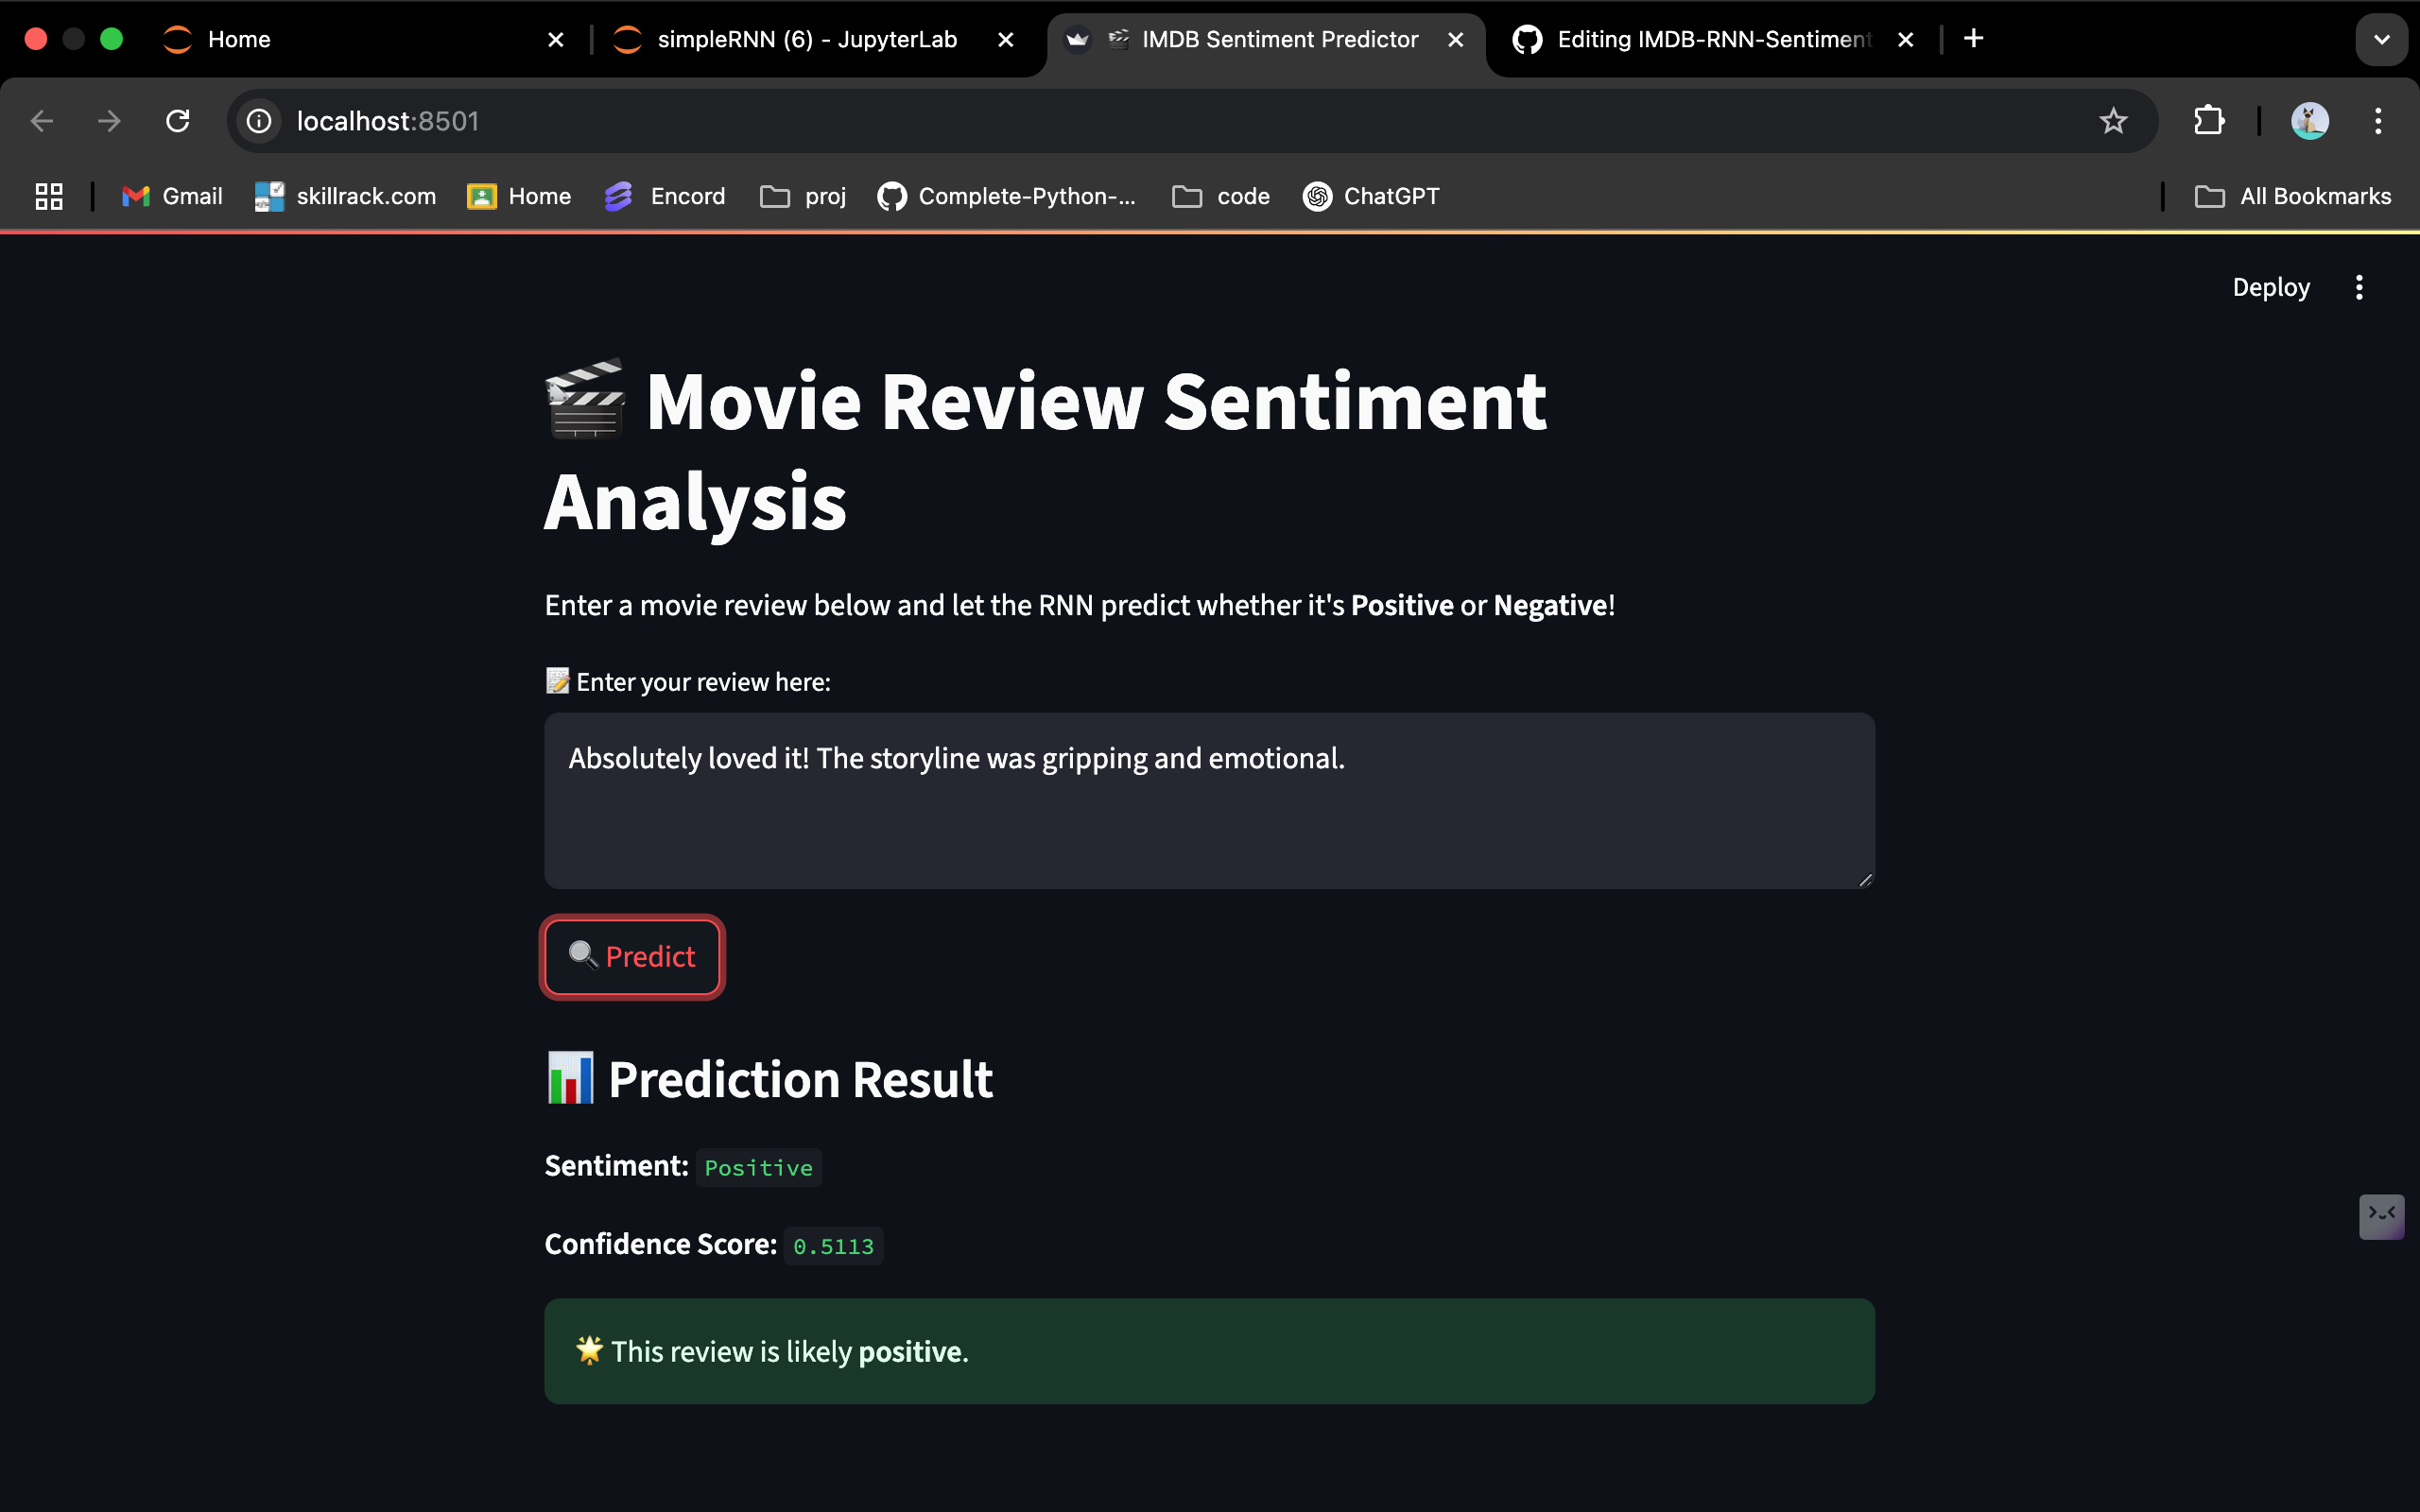 Home
simpleRNN (6) - JupyterLab
🎬 IMDB Sentiment Predictor
Editing IMDB-RNN-Sentiment
localhost:8501
Gmail
skillrack.com
Home
Encord
proj
Complete-Python-...
code
ChatGPT
All Bookmarks
Deploy
🎬 Movie Review Sentiment
Analysis
Enter a movie review below and let the RNN predict whether it's Positive or Negative!
📝 Enter your review here:
Absolutely loved it! The storyline was gripping and emotional.
🔍 Predict
📊 Prediction Result
Sentiment: Positive
Confidence Score: 0.5113
🌟 This review is likely positive.